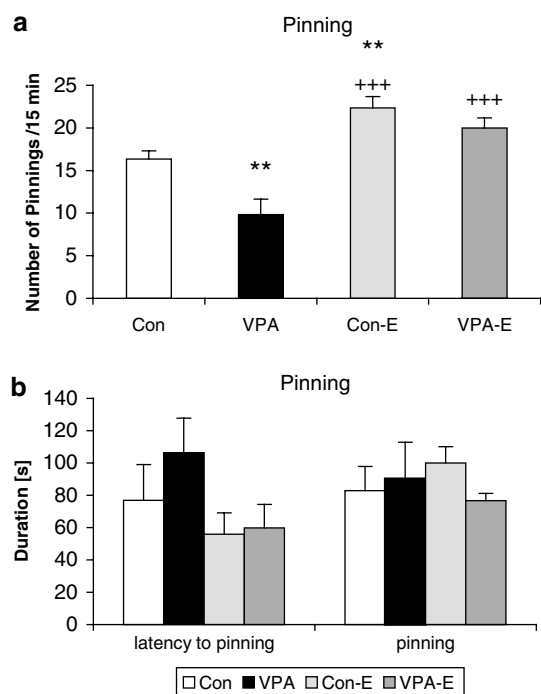 a
Pinning
Number of Pinnings /15 min
25
20
15
10
5
0
**
**
+++
+++
Con VPA Con-E VPA-E
b
Pinning
Duration [s]
140
120
100
80
60
40
20
0
latency to pinning pinning
Con VPA Con-E VPA-E